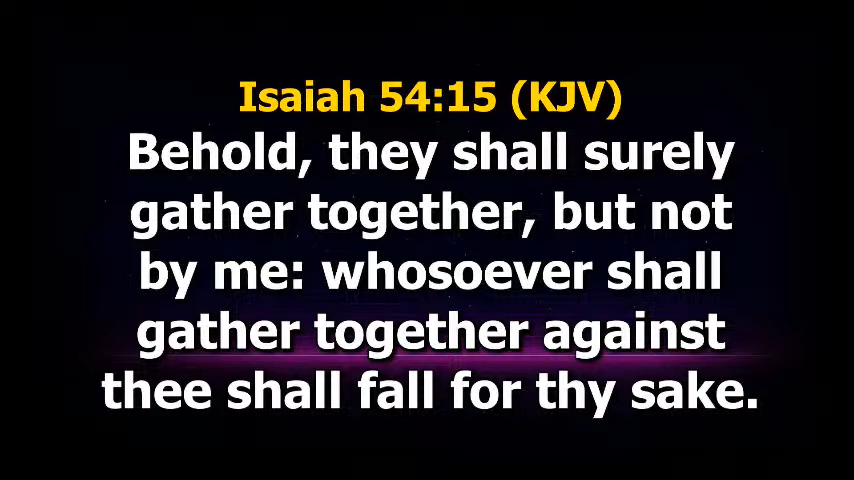 Isaiah 54:15 (KJV)
Behold, they shall surely
gather together, but not
by me: whosoever shall
gather together against
thee shall fall for thy sake.